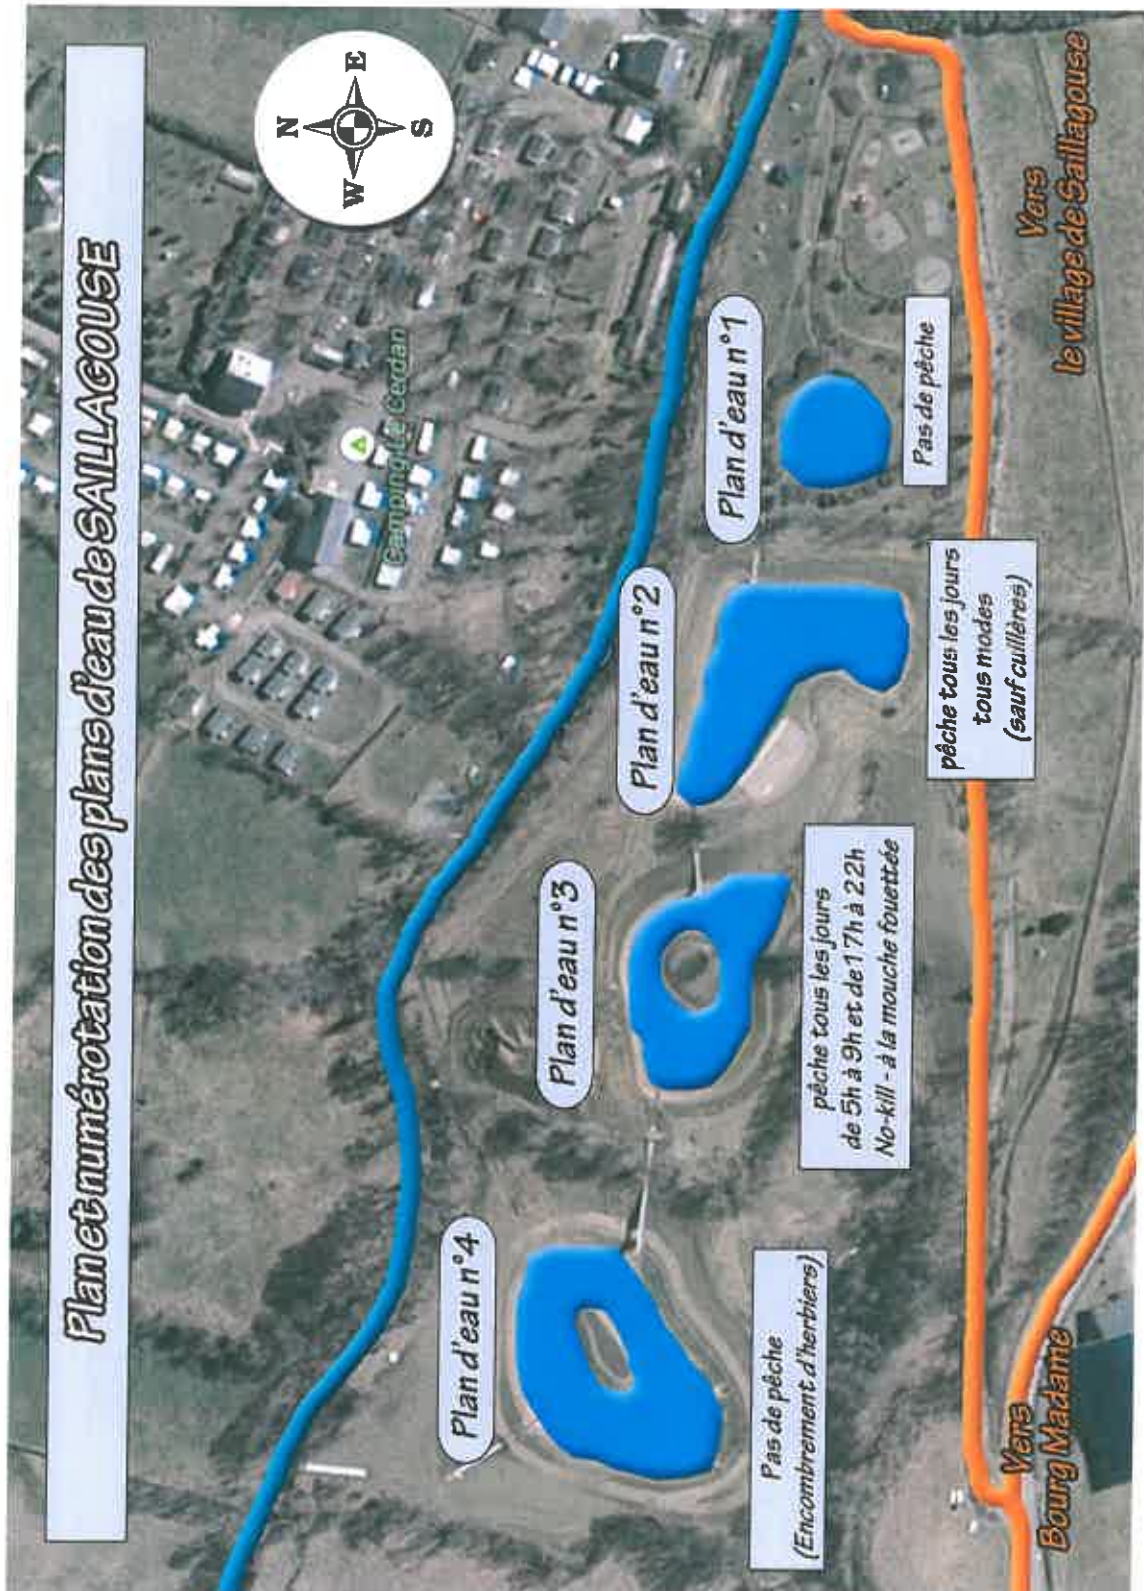 Plan et numérotation des plans d'eau de SAILLAGOUSE
N
W
E
S
Camping Le Cerdan
Plan d'eau n°4
Plan d'eau n°3
Plan d'eau n°2
Plan d'eau n°1
Pas de pêche
(Encombrement d'herbiers)
pêche tous les jours
de 5h à 9h et de 17h à 22h
No-kill - à la mouche fouettée
pêche tous les jours
tous modes
(sauf cuillères)
Pas de pêche
Vers
Bourg Madame
Vers
le village de Saillagouse